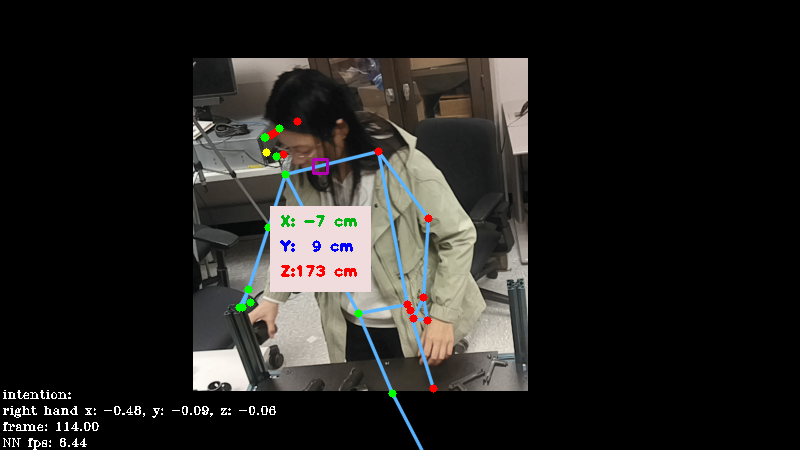 X: -7 cm
Y: 9 cm
Z:173 cm
intention:
right hand x: -0.48, y: -0.09, z: -0.06
frame: 114.00
NN fps: 6.44